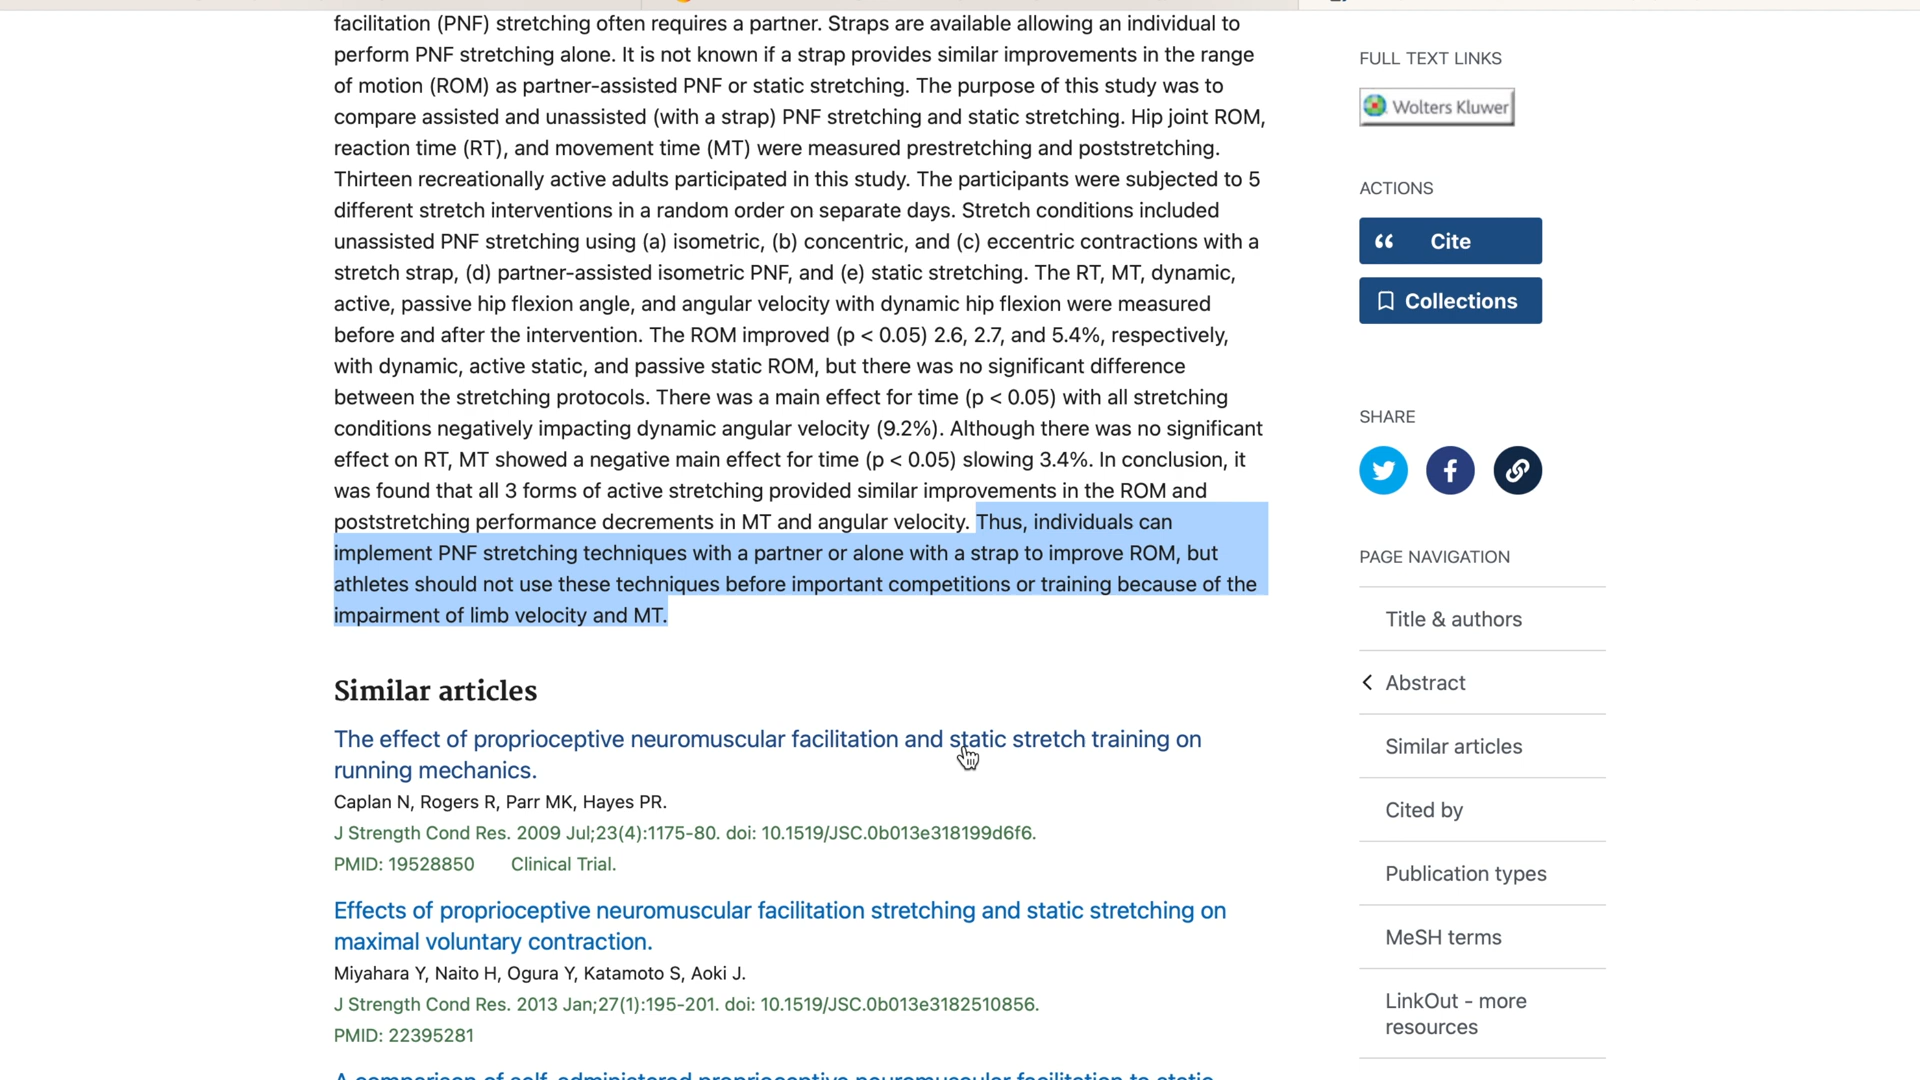 facilitation (PNF) stretching often requires a partner. Straps are available allowing an individual to
perform PNF stretching alone. It is not known if a strap provides similar improvements in the range
of motion (ROM) as partner-assisted PNF or static stretching. The purpose of this study was to
compare assisted and unassisted (with a strap) PNF stretching and static stretching. Hip joint ROM,
reaction time (RT), and movement time (MT) were measured prestretching and poststretching.
Thirteen recreationally active adults participated in this study. The participants were subjected to 5
different stretch interventions in a random order on separate days. Stretch conditions included
unassisted PNF stretching using (a) isometric, (b) concentric, and (c) eccentric contractions with a
stretch strap, (d) partner-assisted isometric PNF, and (e) static stretching. The RT, MT, dynamic,
active, passive hip flexion angle, and angular velocity with dynamic hip flexion were measured
before and after the intervention. The ROM improved (p < 0.05) 2.6, 2.7, and 5.4%, respectively,
with dynamic, active static, and passive static ROM, but there was no significant difference
between the stretching protocols. There was a main effect for time (p < 0.05) with all stretching
conditions negatively impacting dynamic angular velocity (9.2%). Although there was no significant
effect on RT, MT showed a negative main effect for time (p < 0.05) slowing 3.4%. In conclusion, it
was found that all 3 forms of active stretching provided similar improvements in the ROM and
poststretching performance decrements in MT and angular velocity. Thus, individuals can
implement PNF stretching techniques with a partner or alone with a strap to improve ROM, but
athletes should not use these techniques before important competitions or training because of the
impairment of limb velocity and MT.
Similar articles
The effect of proprioceptive neuromuscular facilitation and static stretch training on
running mechanics.
Caplan N, Rogers R, Parr MK, Hayes PR.
J Strength Cond Res. 2009 Jul;23(4):1175-80. doi: 10.1519/JSC.0b013e318199d6f6.
PMID: 19528850 Clinical Trial.
Effects of proprioceptive neuromuscular facilitation stretching and static stretching on
maximal voluntary contraction.
Miyahara Y, Naito H, Ogura Y, Katamoto S, Aoki J.
J Strength Cond Res. 2013 Jan;27(1):195-201. doi: 10.1519/JSC.0b013e3182510856.
PMID: 22395281
A comparison of self-administered proprioceptive neuromuscular facilitation to static
FULL TEXT LINKS
Wolters Kluwer
ACTIONS
Cite
Collections
SHARE
PAGE NAVIGATION
Title & authors
Abstract
Similar articles
Cited by
Publication types
MeSH terms
LinkOut - more
resources